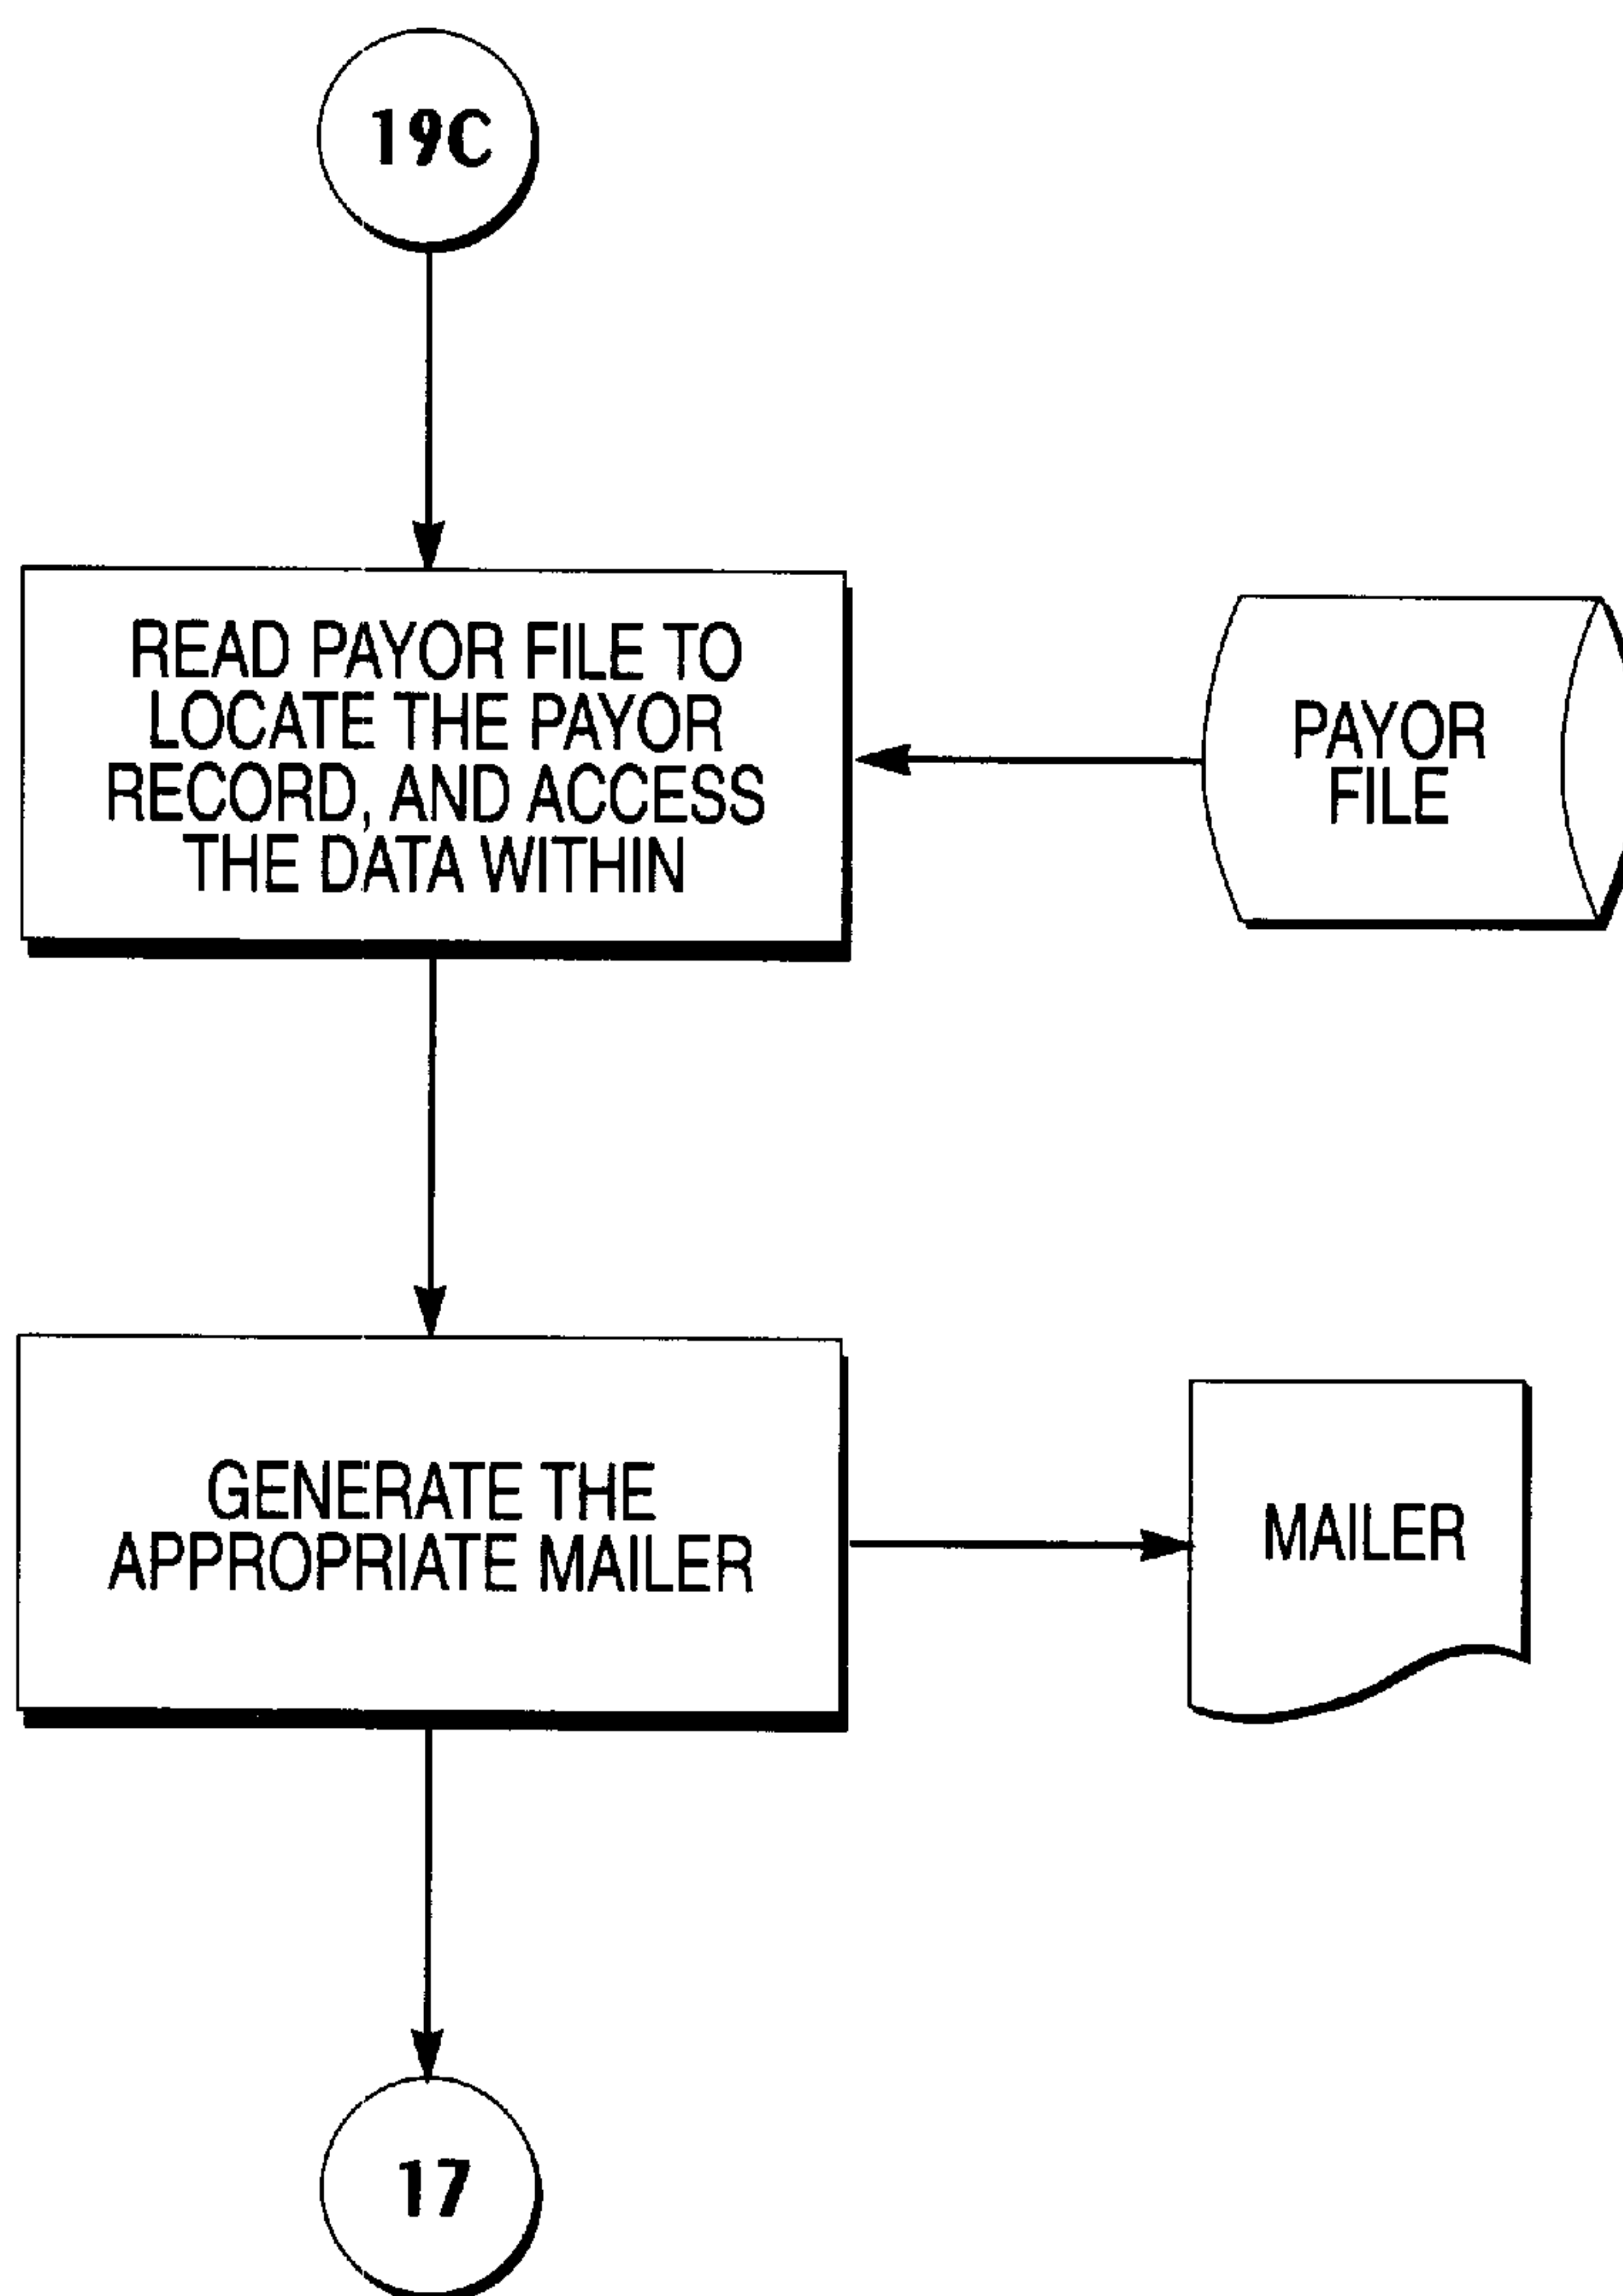 19C
READ PAYOR FILE TO
LOCATE THE PAYOR
RECORD, AND ACCESS
THE DATA WITHIN
PAYOR
FILE
GENERATE THE
APPROPRIATE MAILER
MAILER
17